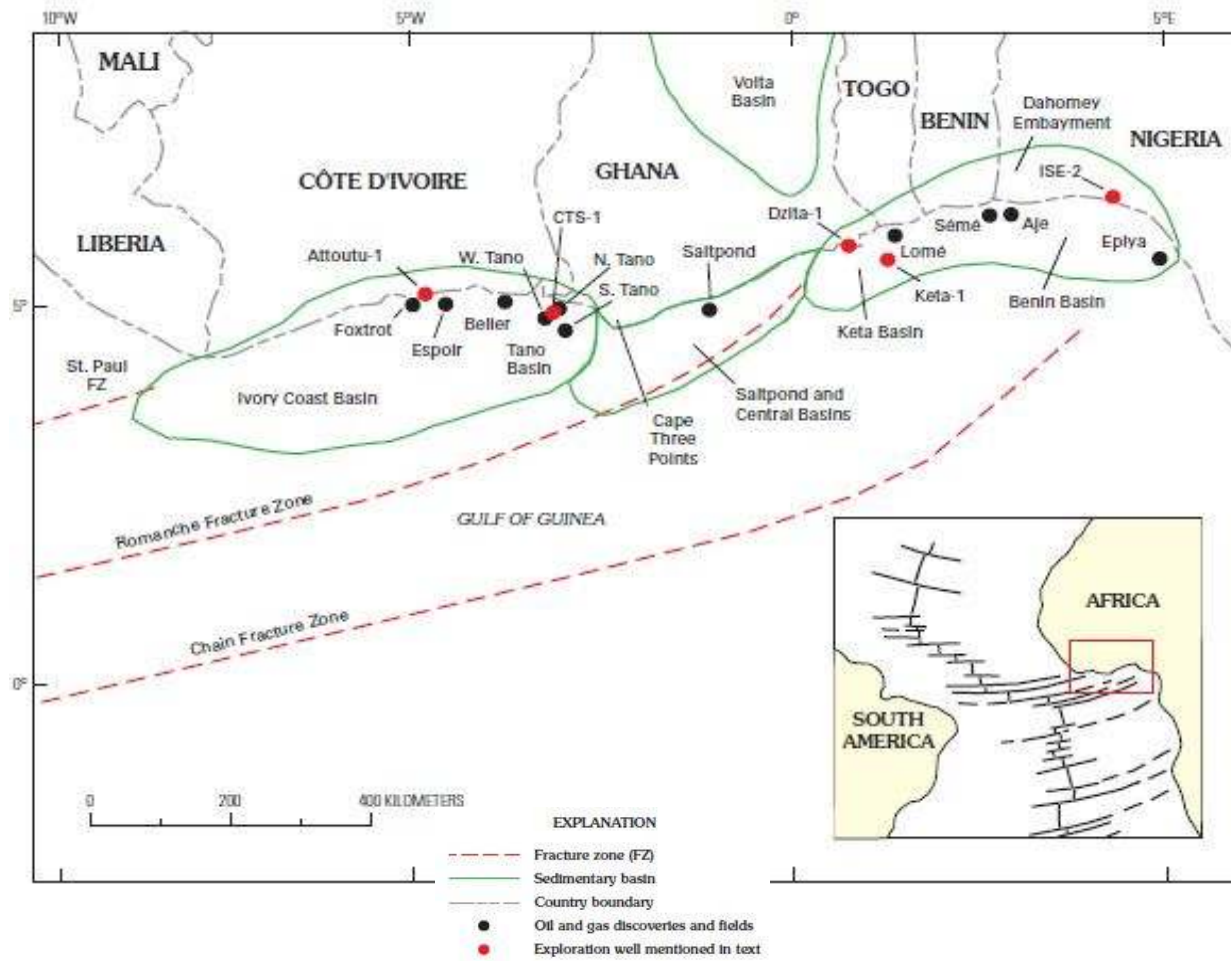 10°W
5°W
0°
5°E
MALI
Volta
Basin
TOGO
BENIN
Dahomey
Embayment
NIGERIA
ISE-2
CÔTE D'IVOIRE
GHANA
CTS-1
Dzita-1
LIBERIA
Attoutu-1
W. Tano
N. Tano
S. Tano
Saltpond
Lomé
Sémé
Aje
Epiya
Keta-1
Benin Basin
Keta Basin
5°
Foxtrot
Espoir
Belier
Tano
Basin
St. Paul
FZ
Ivory Coast Basin
Cape
Three
Points
Saltpond and
Central Basins
Romanche Fracture Zone
GULF OF GUINEA
Chain Fracture Zone
0°
AFRICA
SOUTH
AMERICA
0
200
400 KILOMETERS
EXPLANATION
Fracture zone (FZ)
Sedimentary basin
Country boundary
Oil and gas discoveries and fields
Exploration well mentioned in text